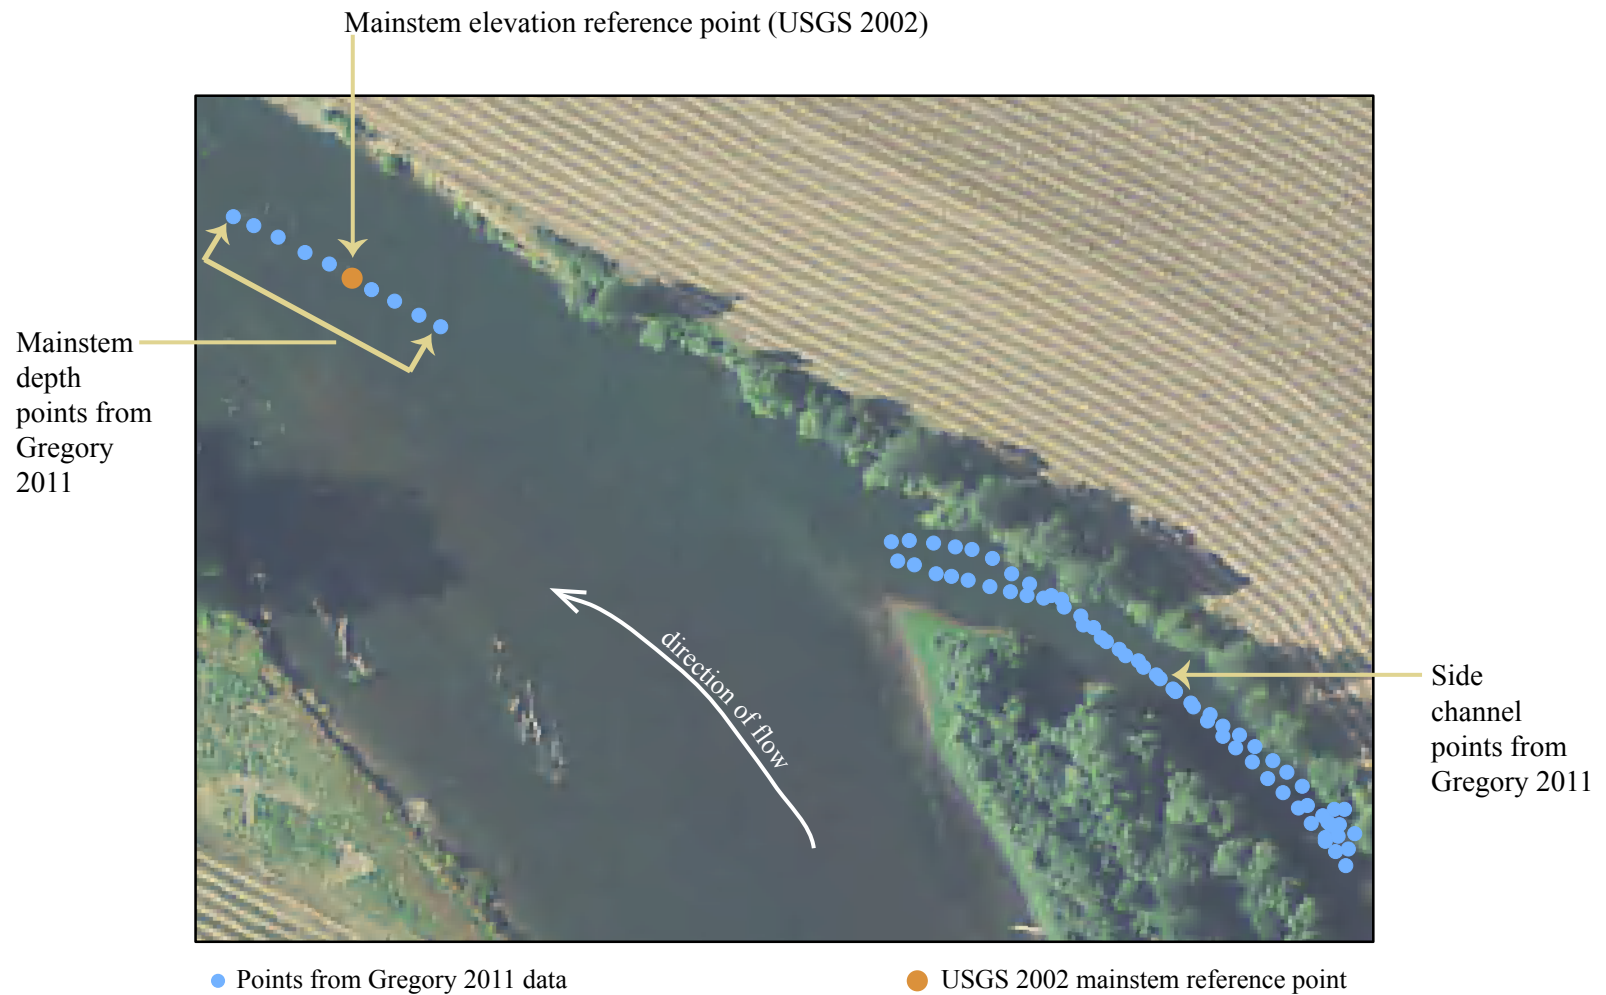 Mainstem elevation reference point (USGS 2002)
Mainstem
depth
points from
Gregory
2011
direction of flow
Side
channel
points from
Gregory 2011
Points from Gregory 2011 data
USGS 2002 mainstem reference point